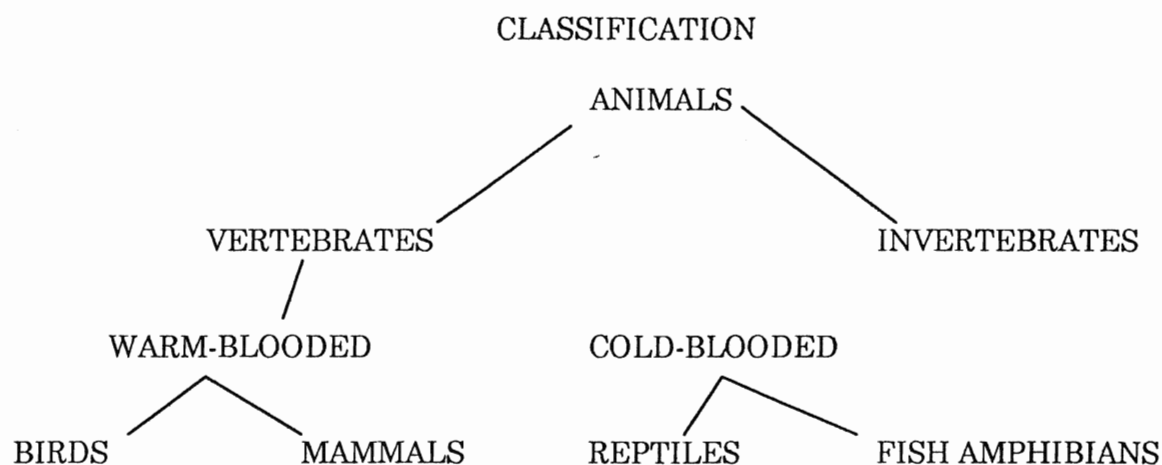 CLASSIFICATION
ANIMALS
VERTEBRATES INVERTEBRATES
WARM-BLOODED COLD-BLOODED
BIRDS MAMMALS REPTILES FISH AMPHIBIANS